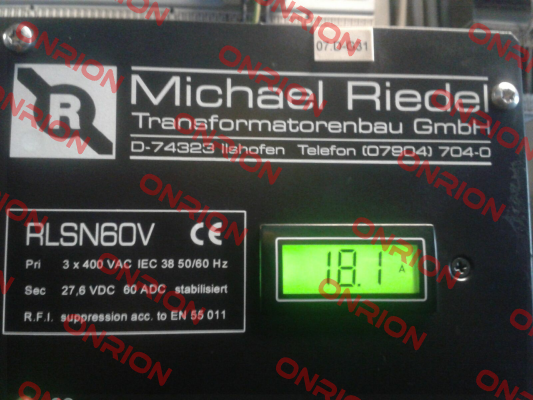 07.D-031
R
Michael Riedel
Transformatorenbau GmbH
D-74323 Ilshofen Telefon (07904) 704-0
RLSN60V CE
Pri 3 x 400 VAC IEC 38 50/60 Hz
Sec 27,6 VDC 60 ADC stabilisiert
R.F.I. suppression acc. to EN 55 011
18.1 A
ONRION